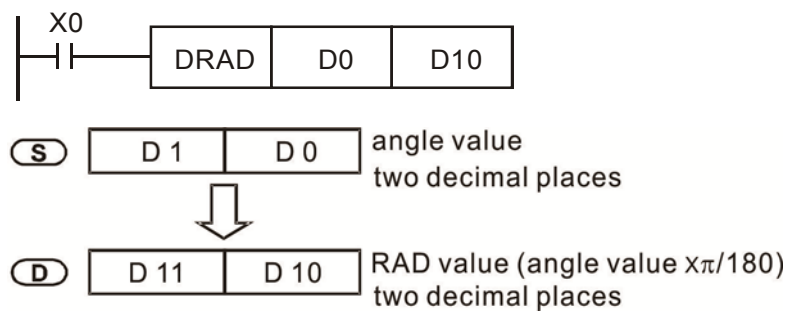 X0
DRAD D0 D10
S D 1 D 0 angle value
two decimal places
D D 11 D 10 RAD value (angle value xπ/180)
two decimal places